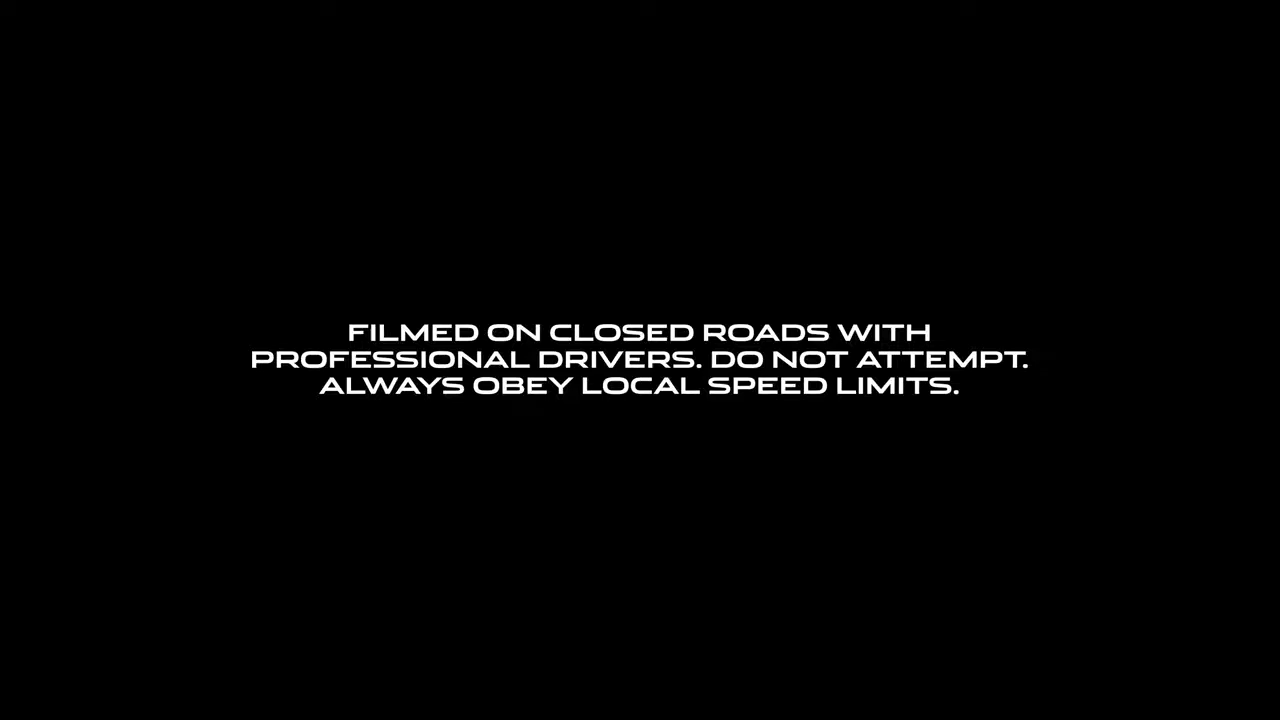 FILMED ON CLOSED ROADS WITH
PROFESSIONAL DRIVERS. DO NOT ATTEMPT.
ALWAYS OBEY LOCAL SPEED LIMITS.